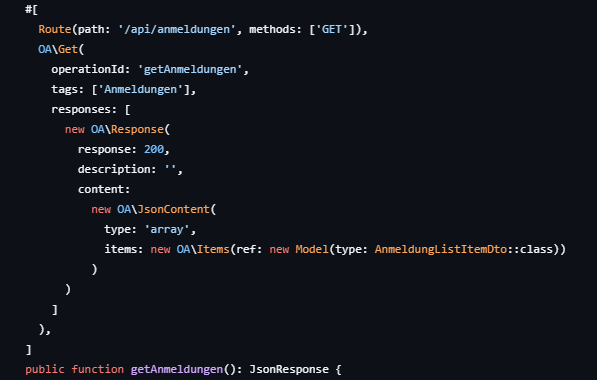 #[
Route(path: '/api/anmeldungen', methods: ['GET']),
OA\Get(
operationId: 'getAnmeldungen',
tags: ['Anmeldungen'],
responses: [
new OA\Response(
response: 200,
description: '',
content:
new OA\JsonContent(
type: 'array',
items: new OA\Items(ref: new Model(type: AnmeldungListItemDto::class))
)
)
]
),
]
public function getAnmeldungen(): JsonResponse {